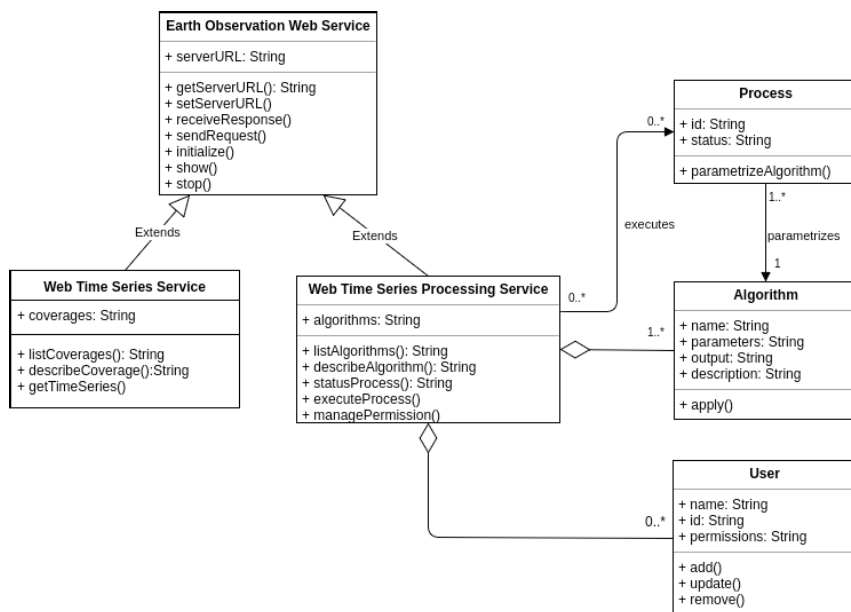 Earth Observation Web Service
+ serverURL: String
+ getServerURL(): String
+ setServerURL()
+ receiveResponse()
+ sendRequest()
+ initialize()
+ show()
+ stop()
Extends
Extends
Web Time Series Service
+ coverages: String
+ listCoverages(): String
+ describeCoverage():String
+ getTimeSeries()
Web Time Series Processing Service
+ algorithms: String
+ listAlgorithms(): String
+ describeAlgorithm(): String
+ statusProcess(): String
+ executeProcess()
+ managePermission()
0..*
executes
0..*
Process
+ id: String
+ status: String
+ parametrizeAlgorithm()
1..*
parametrizes
1
1..*
Algorithm
+ name: String
+ parameters: String
+ output: String
+ description: String
+ apply()
0..*
User
+ name: String
+ id: String
+ permissions: String
+ add()
+ update()
+ remove()